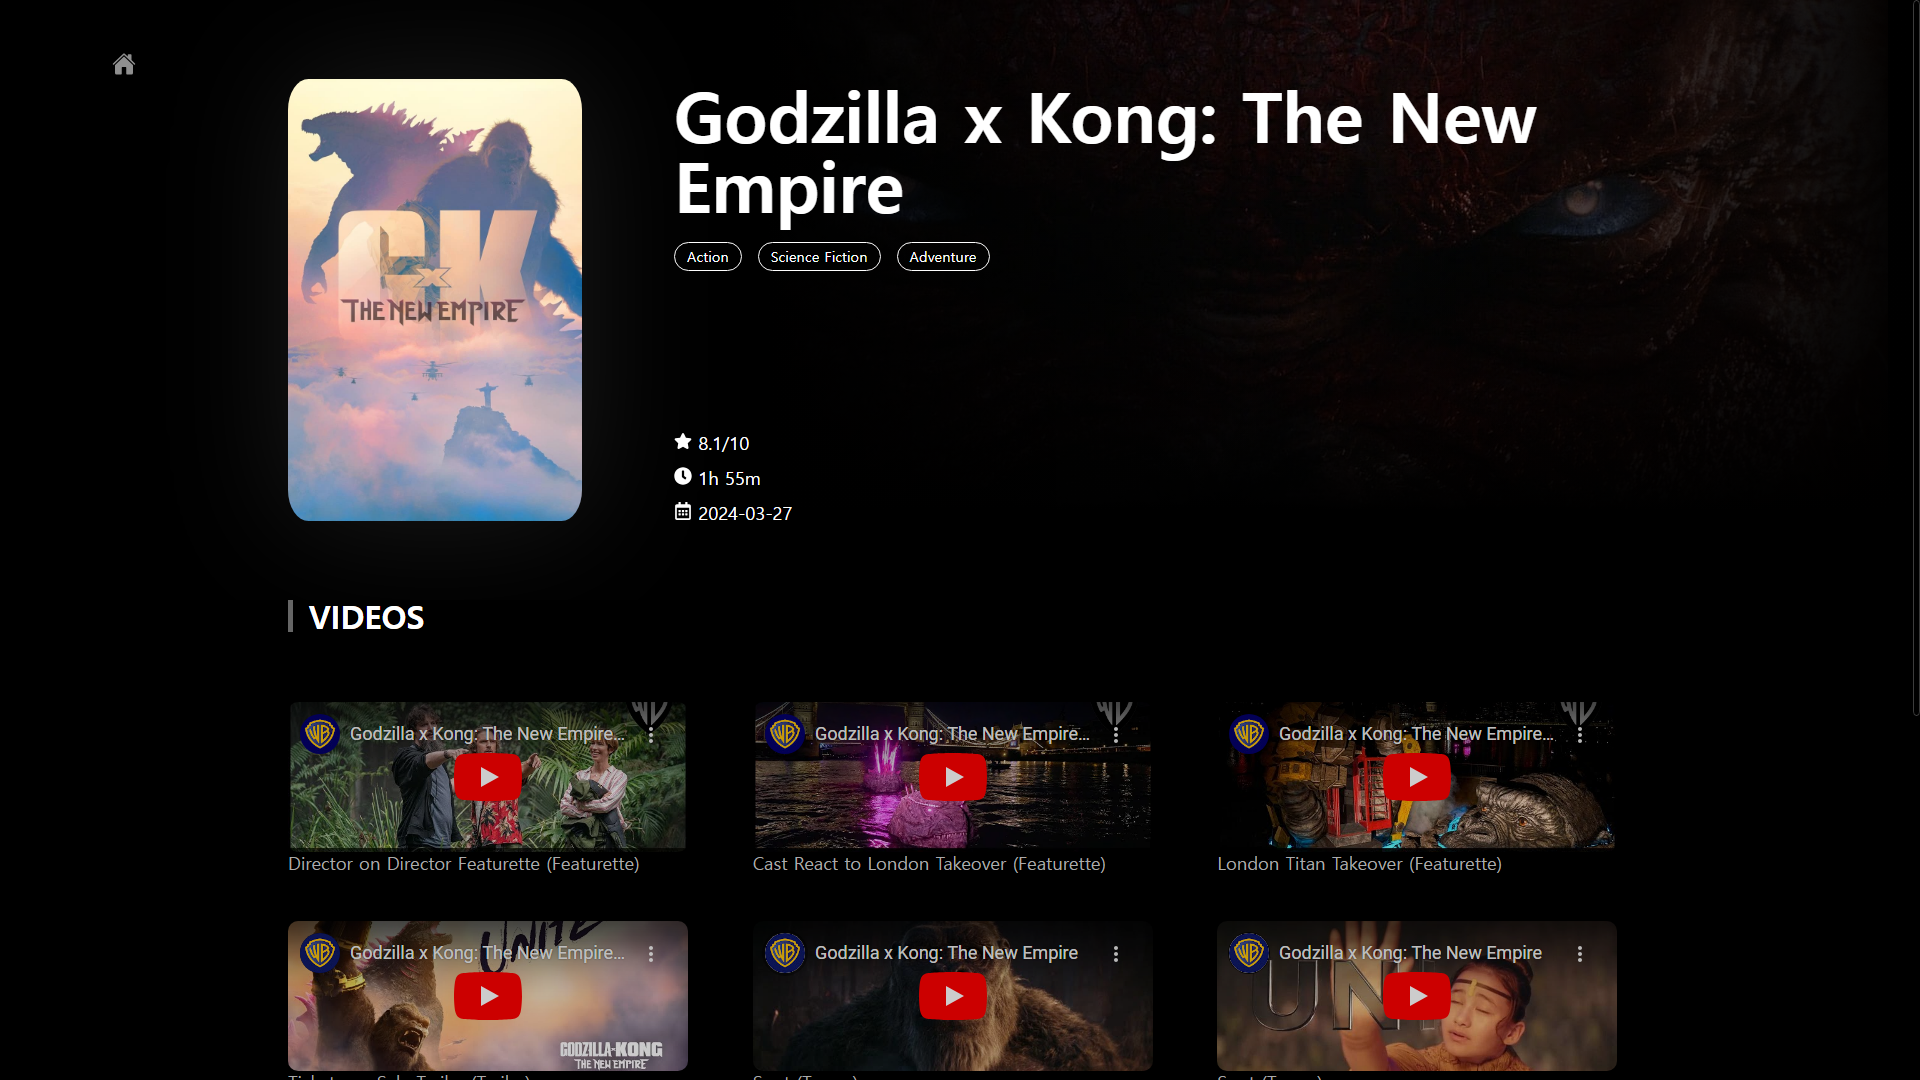 Godzilla x Kong: The New
Empire
Action
Science Fiction
Adventure
GxK
THE NEW EMPIRE
8.1/10
1h 55m
2024-03-27
VIDEOS
Godzilla x Kong: The New Empire...
Godzilla x Kong: The New Empire...
Godzilla x Kong: The New Empire...
Director on Director Featurette (Featurette)
Cast React to London Takeover (Featurette)
London Titan Takeover (Featurette)
UNITE
Godzilla x Kong: The New Empire...
Godzilla x Kong: The New Empire
Godzilla x Kong: The New Empire
UNI
GODZILLA x KONG
THE NEW EMPIRE